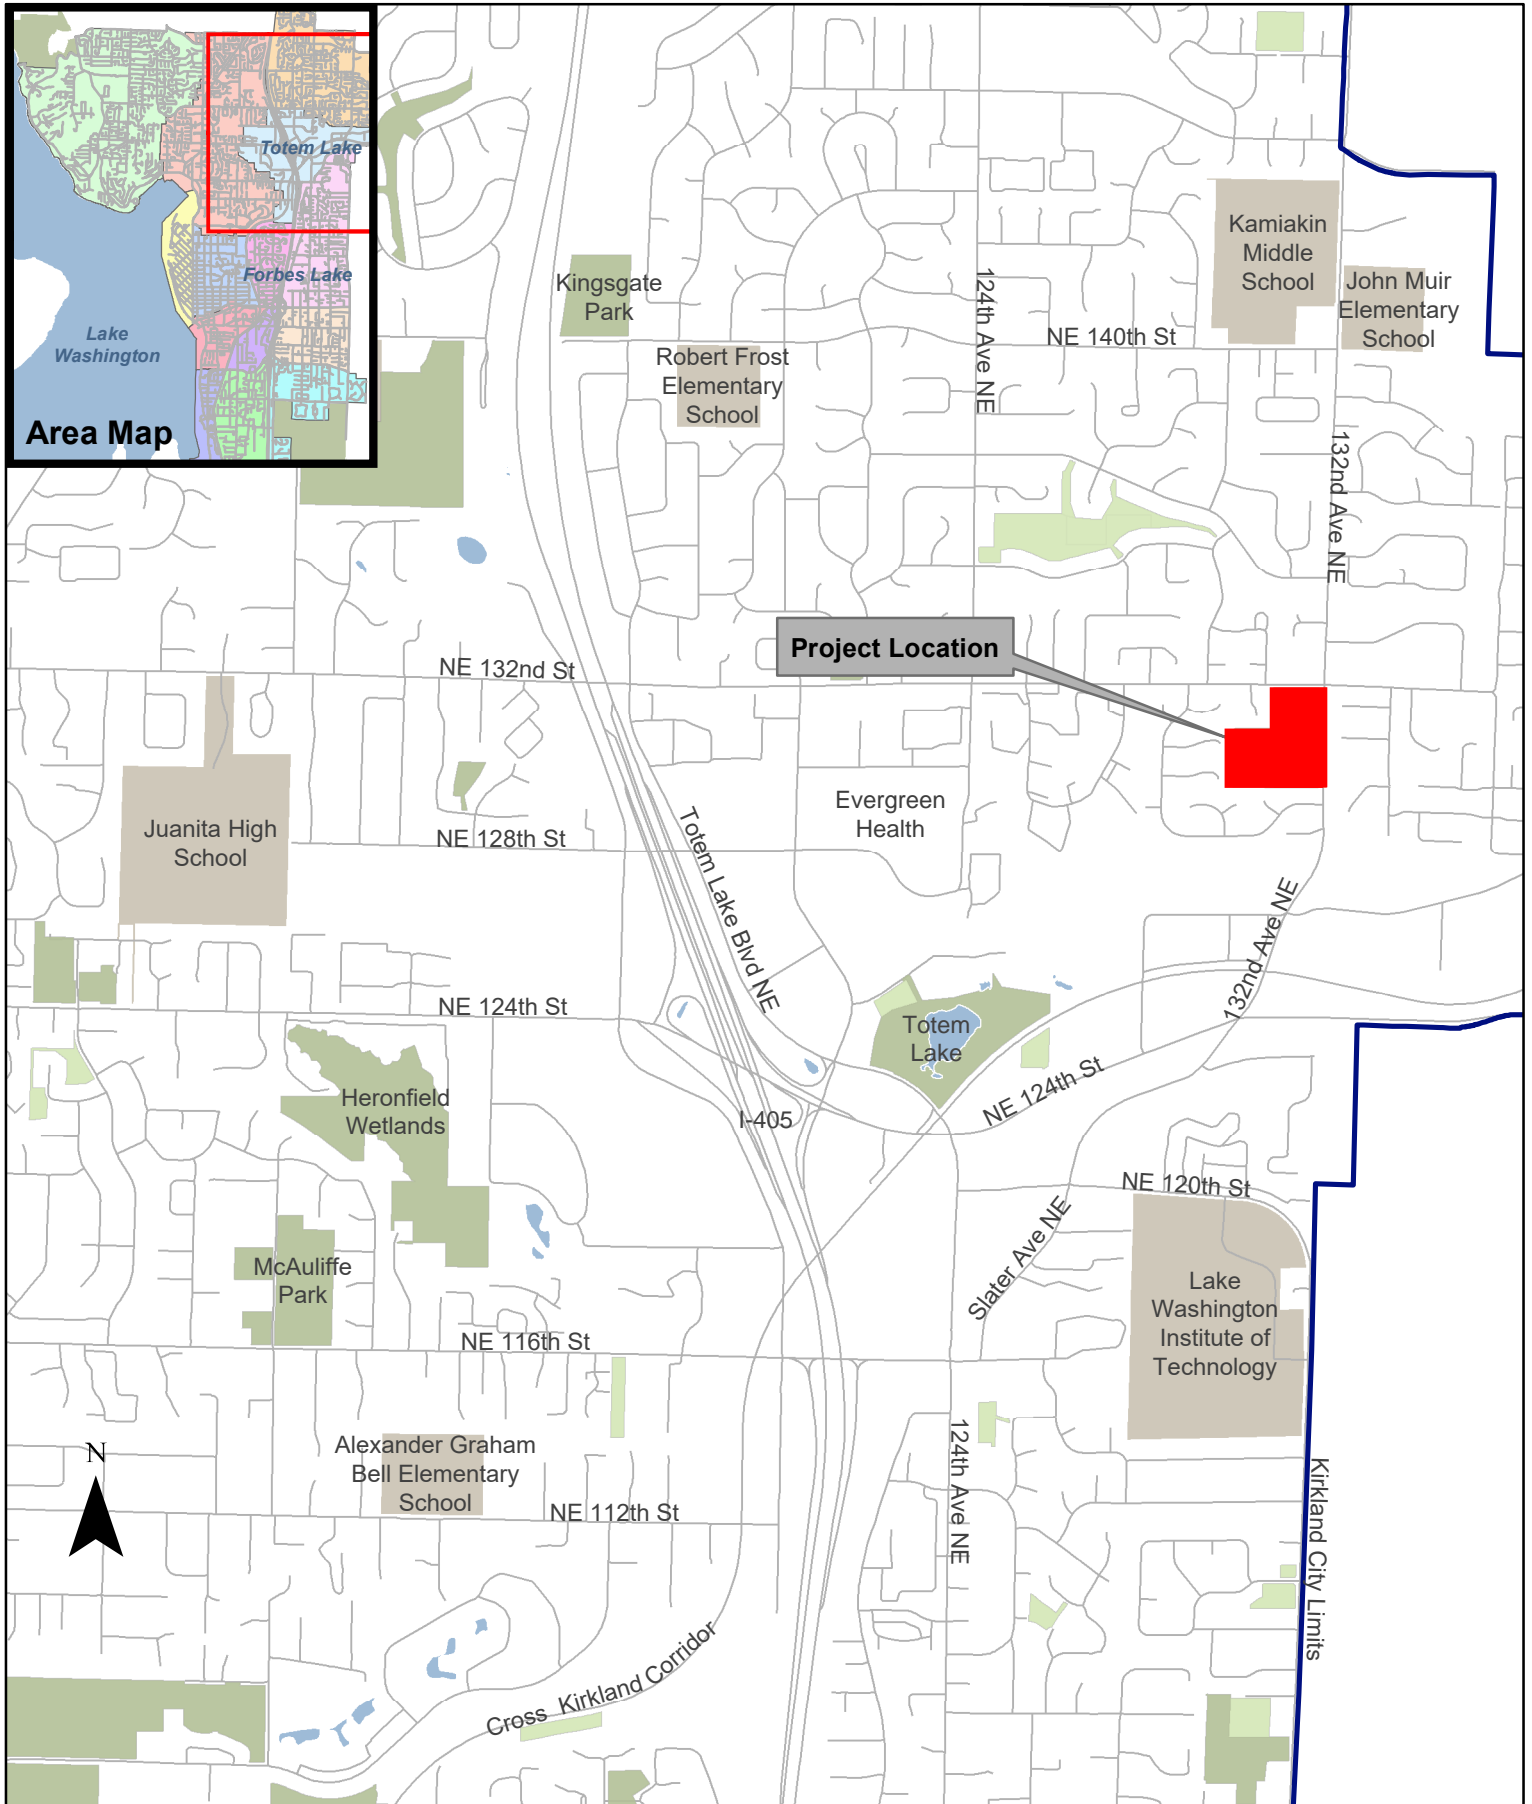 Totem Lake
Forbes Lake
Lake
Washington
Area Map
Kamiakin
Middle
School
John Muir
Elementary
School
Kingsgate
Park
124th Ave NE
NE 140th St
Robert Frost
Elementary
School
132nd Ave NE
Project Location
NE 132nd St
Evergreen
Health
Juanita High
School
NE 128th St
Totem Lake Blvd NE
132nd Ave NE
NE 124th St
Totem
Lake
NE 124th St
Heronfield
Wetlands
I-405
NE 120th St
Slater Ave NE
McAuliffe
Park
Lake
Washington
Institute of
Technology
NE 116th St
124th Ave NE
Alexander Graham
Bell Elementary
School
N
NE 112th St
Kirkland City Limits
Cross Kirkland Corridor